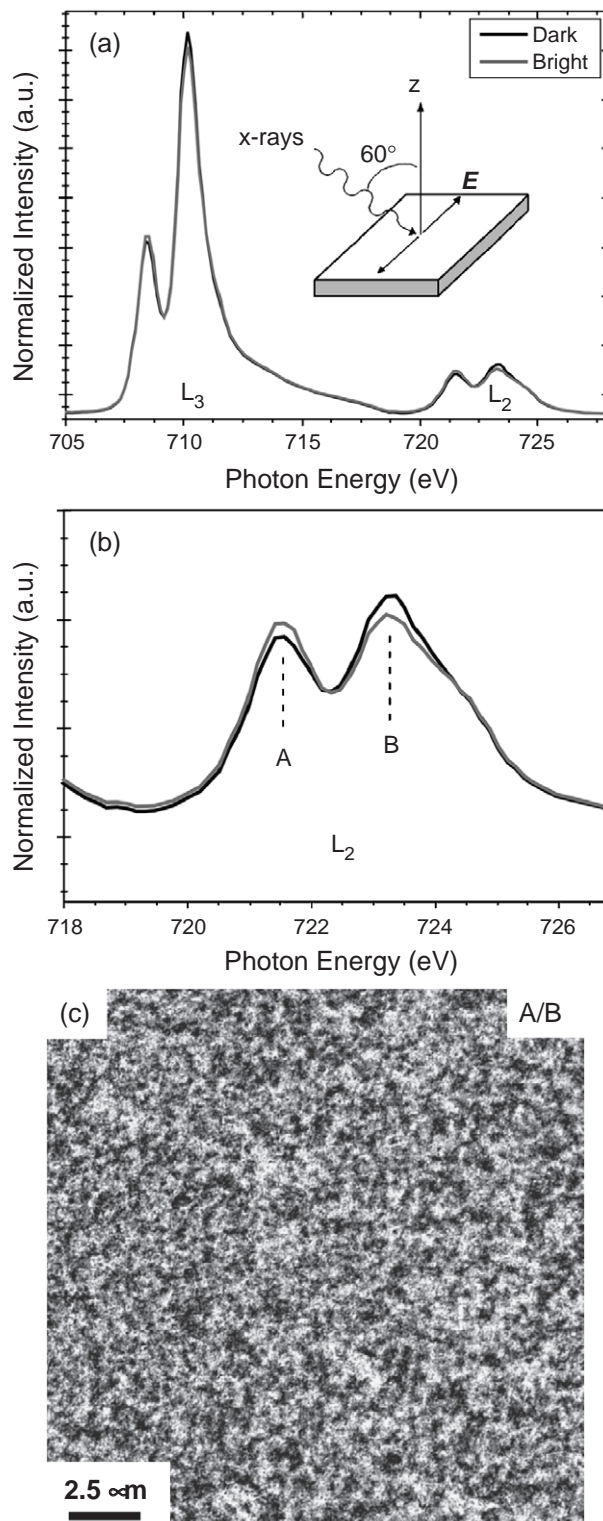 (a)
Dark
Bright
z
x-rays
60°
E
Normalized Intensity (a.u.)
L3
L2
705 710 715 720 725
Photon Energy (eV)
(b)
Normalized Intensity (a.u.)
A
B
L2
718 720 722 724 726
Photon Energy (eV)
(c)
A/B
2.5 ∝m